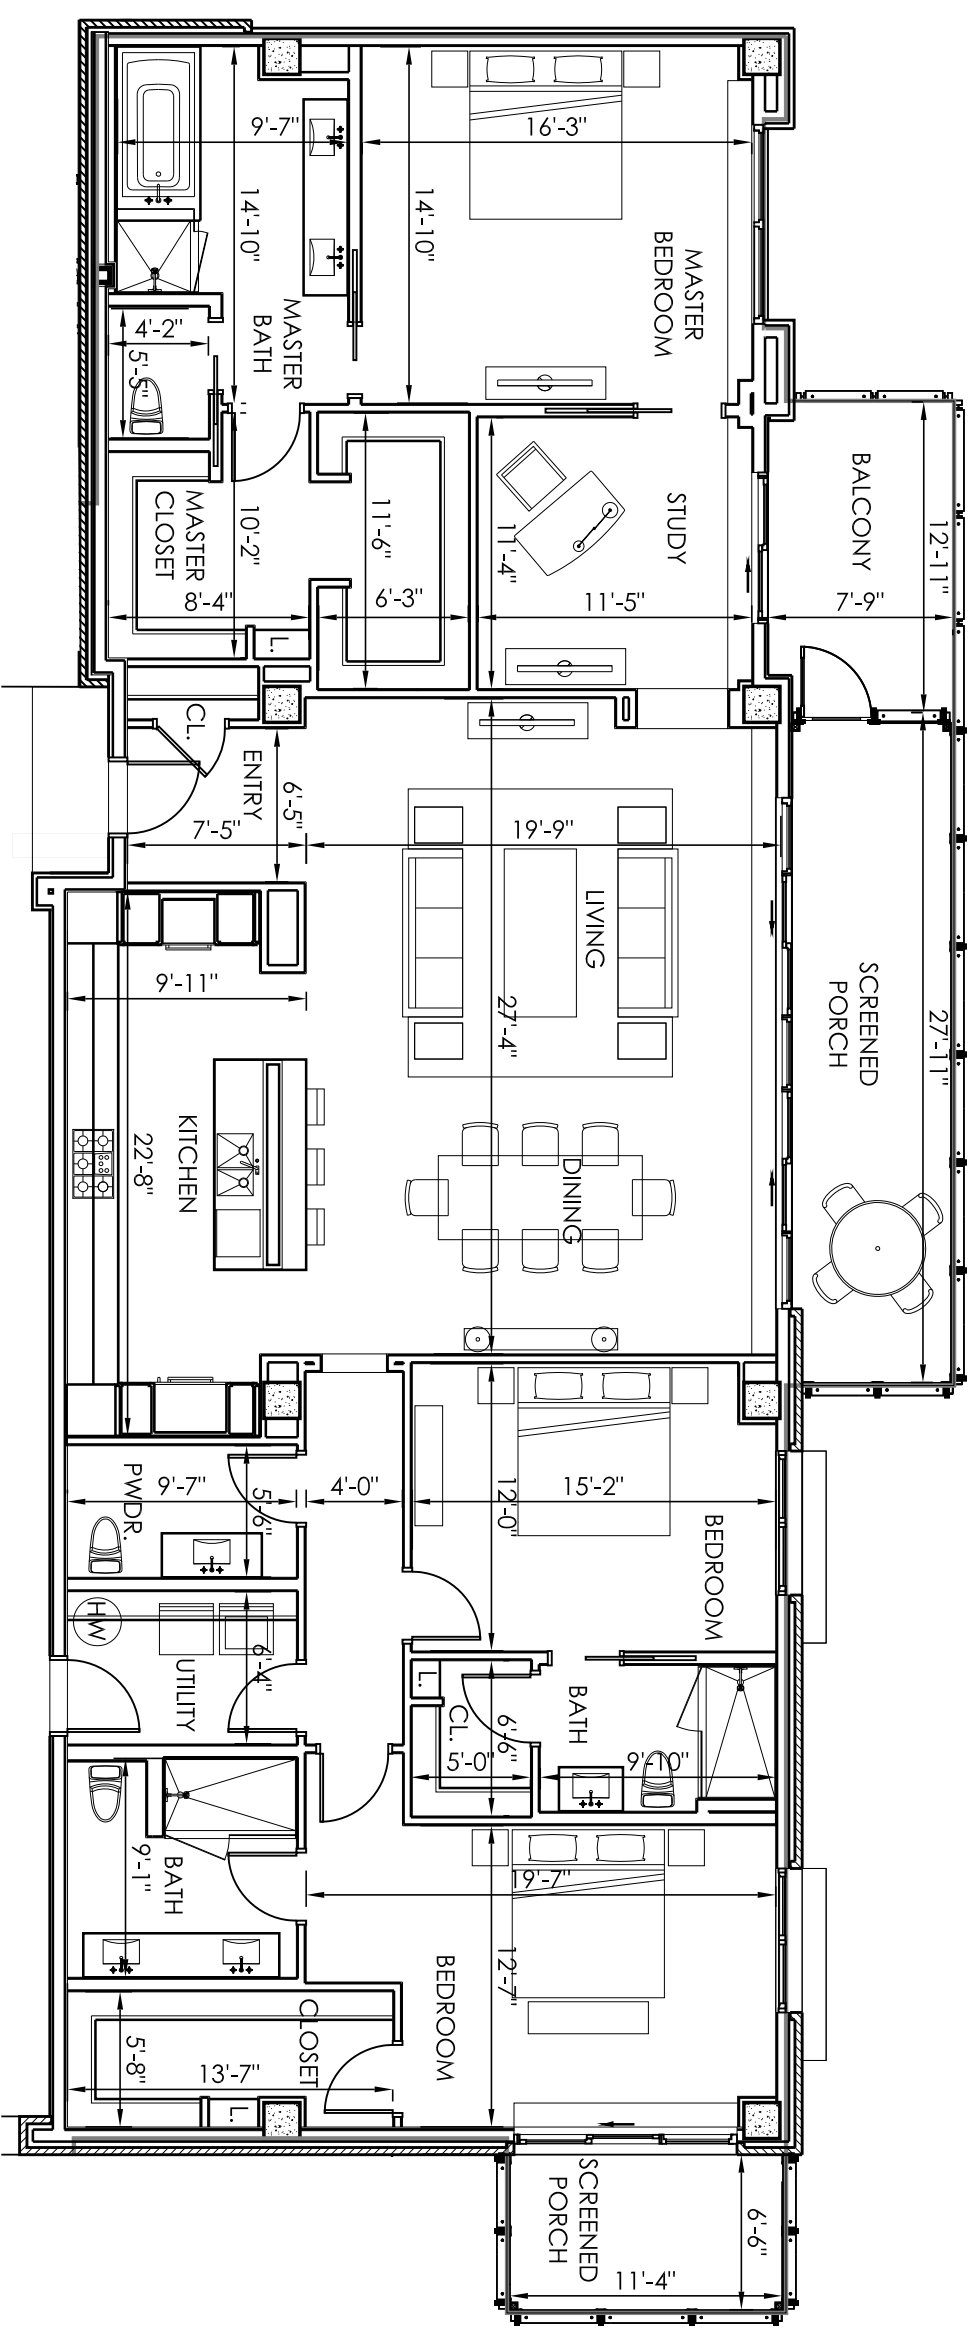 9'-7"
16'-3"
14'-10"
14'-10"
MASTER
BEDROOM
MASTER
BATH
4'-2"
5'-5"
BALCONY
12'-11"
7'-9"
STUDY
11'-4"
11'-5"
MASTER
CLOSET
10'-2"
8'-4"
11'-6"
6'-3"
L.
CL.
ENTRY
6'-5"
7'-5"
19'-9"
LIVING
27'-4"
SCREENED
PORCH
27'-11"
9'-11"
KITCHEN
22'-8"
DINING
9'-7"
5'-6"
4'-0"
PWDR.
12'-0"
15'-2"
BEDROOM
HW
UTILITY
6'-4"
L.
CL.
6'-6"
5'-0"
BATH
9'-10"
BATH
9'-1"
19'-7"
12'-7"
BEDROOM
CLOSET
5'-8"
13'-7"
L.
SCREENED
PORCH
6'-6"
11'-4"